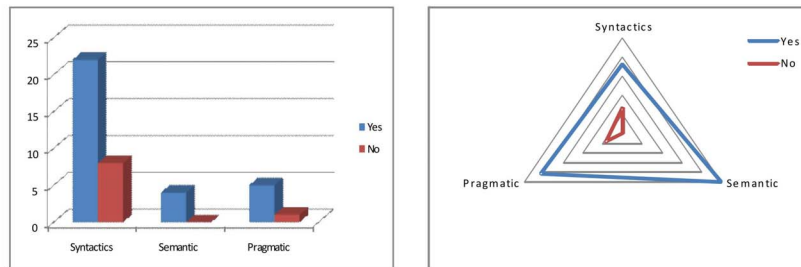 25
20
15
10
5
0
Syntactics Semantic Pragmatic
Yes
No
Syntactics
Yes
No
Pragmatic
Semantic